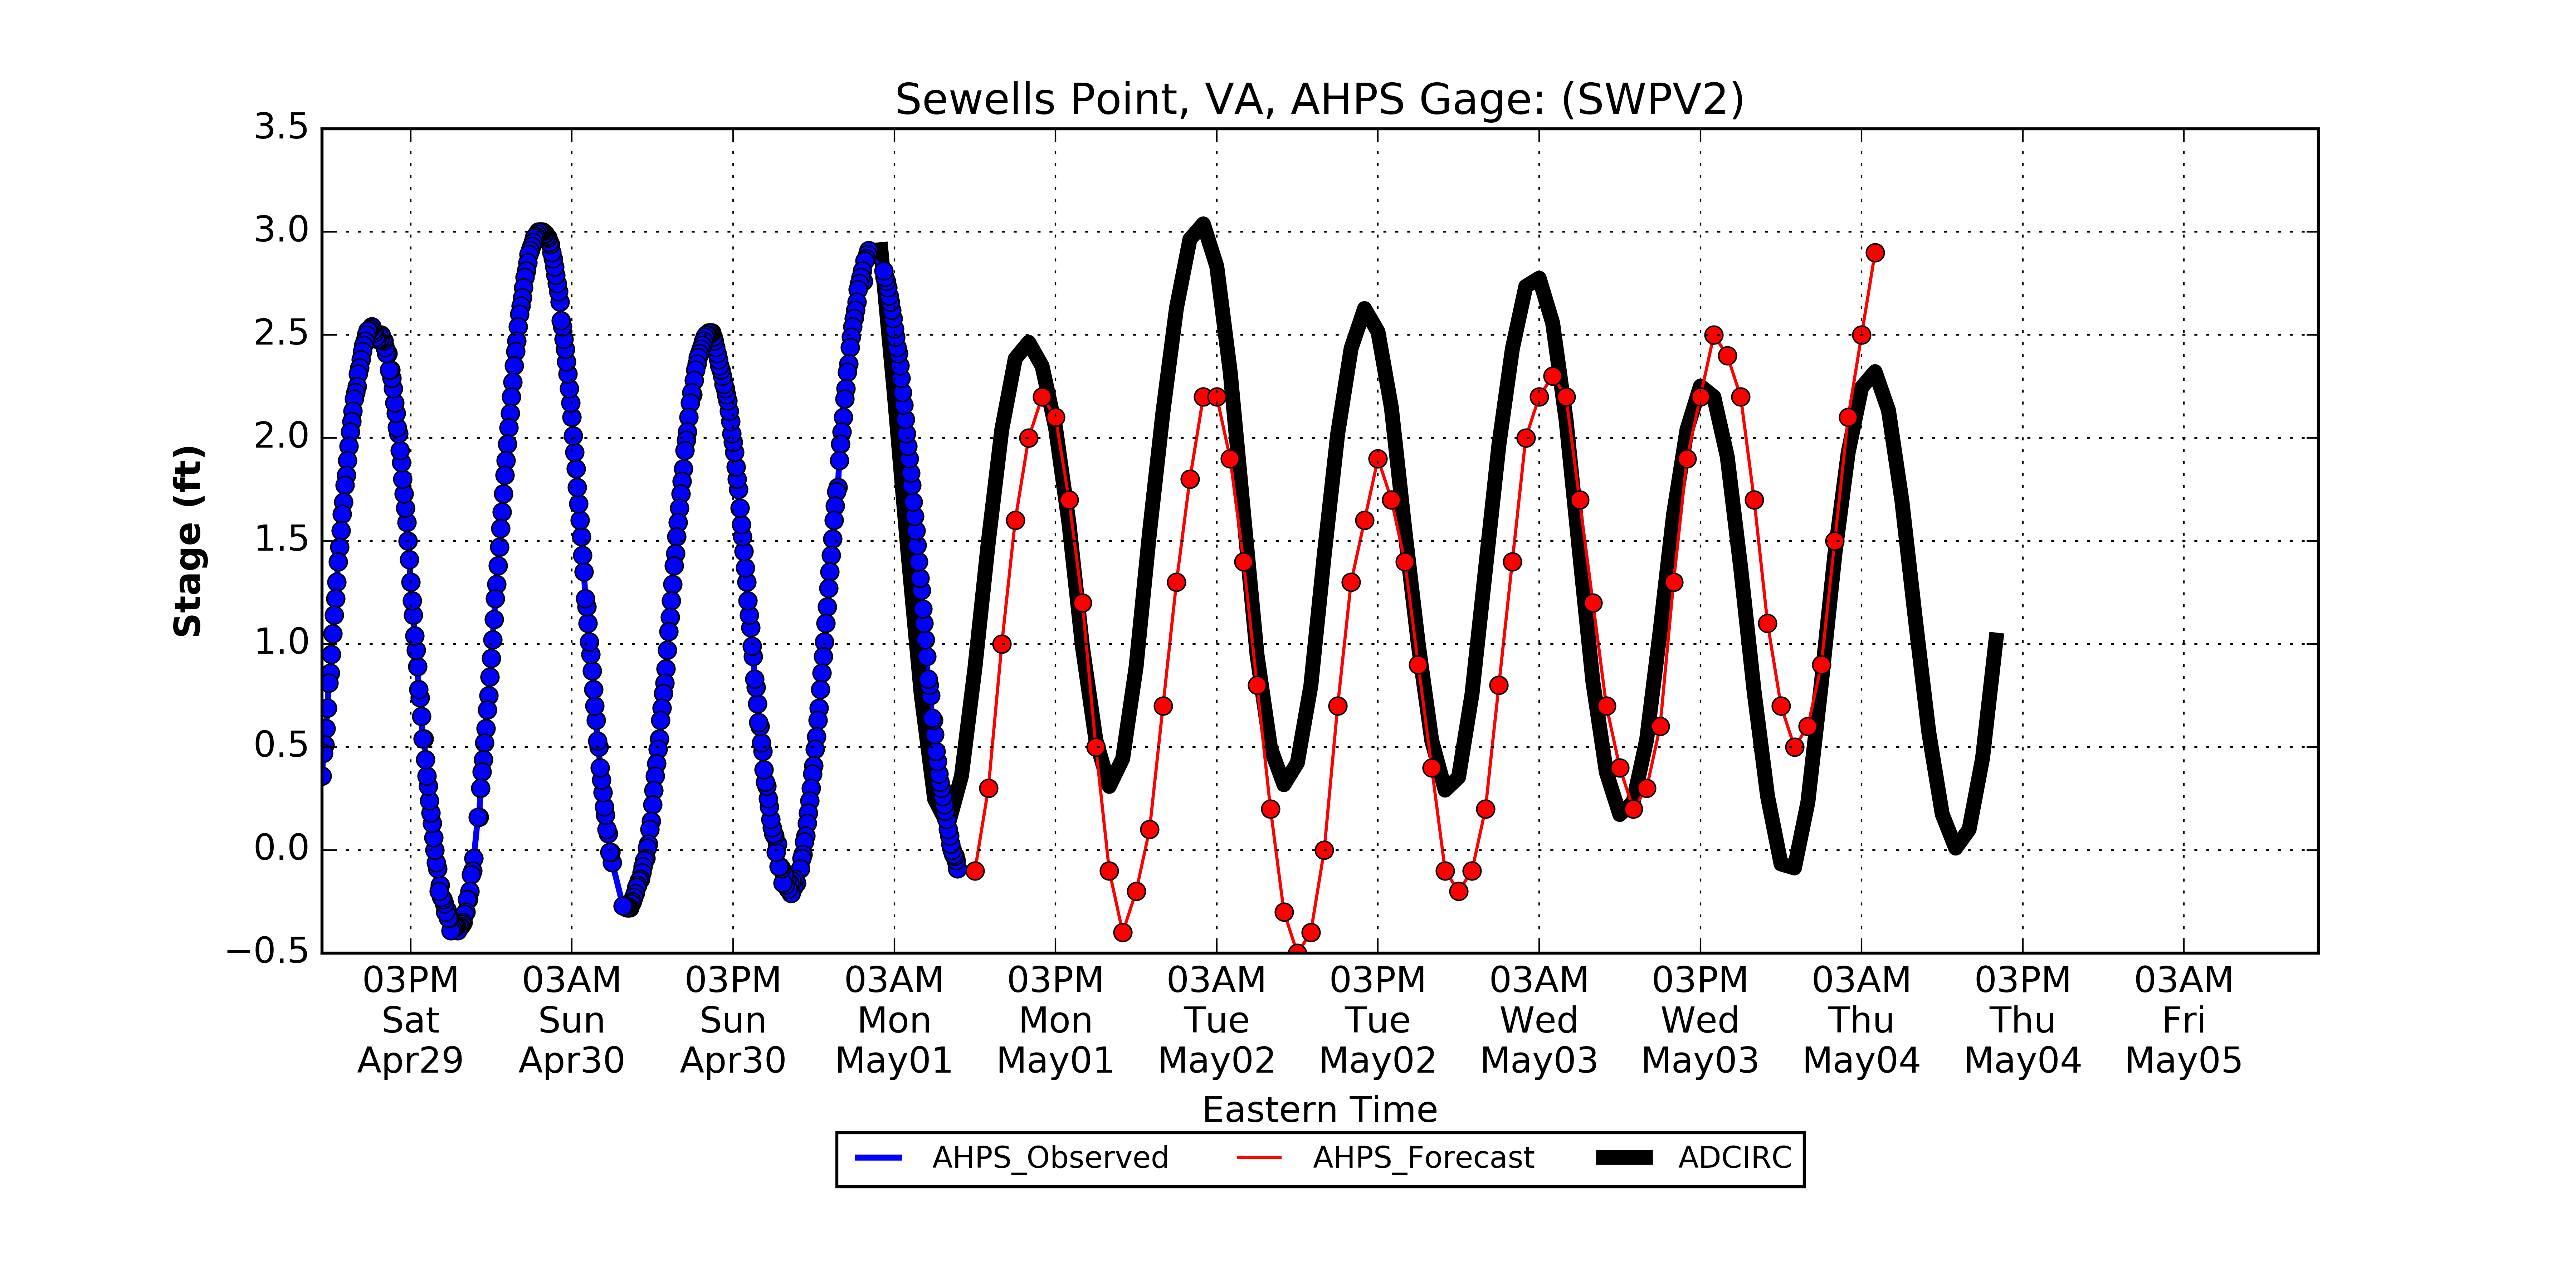 Sewells Point, VA, AHPS Gage: (SWPV2)
3.5
3.0
2.5
2.0
1.5
1.0
0.5
0.0
−0.5
Stage (ft)
03PM 03AM 03PM 03AM 03PM 03AM 03PM 03AM 03PM 03AM 03PM 03AM
Sat Sun Sun Mon Mon Tue Tue Wed Wed Thu Thu Fri
Apr29 Apr30 Apr30 May01 May01 May02 May02 May03 May03 May04 May04 May05
Eastern Time
AHPS_Observed AHPS_Forecast ADCIRC